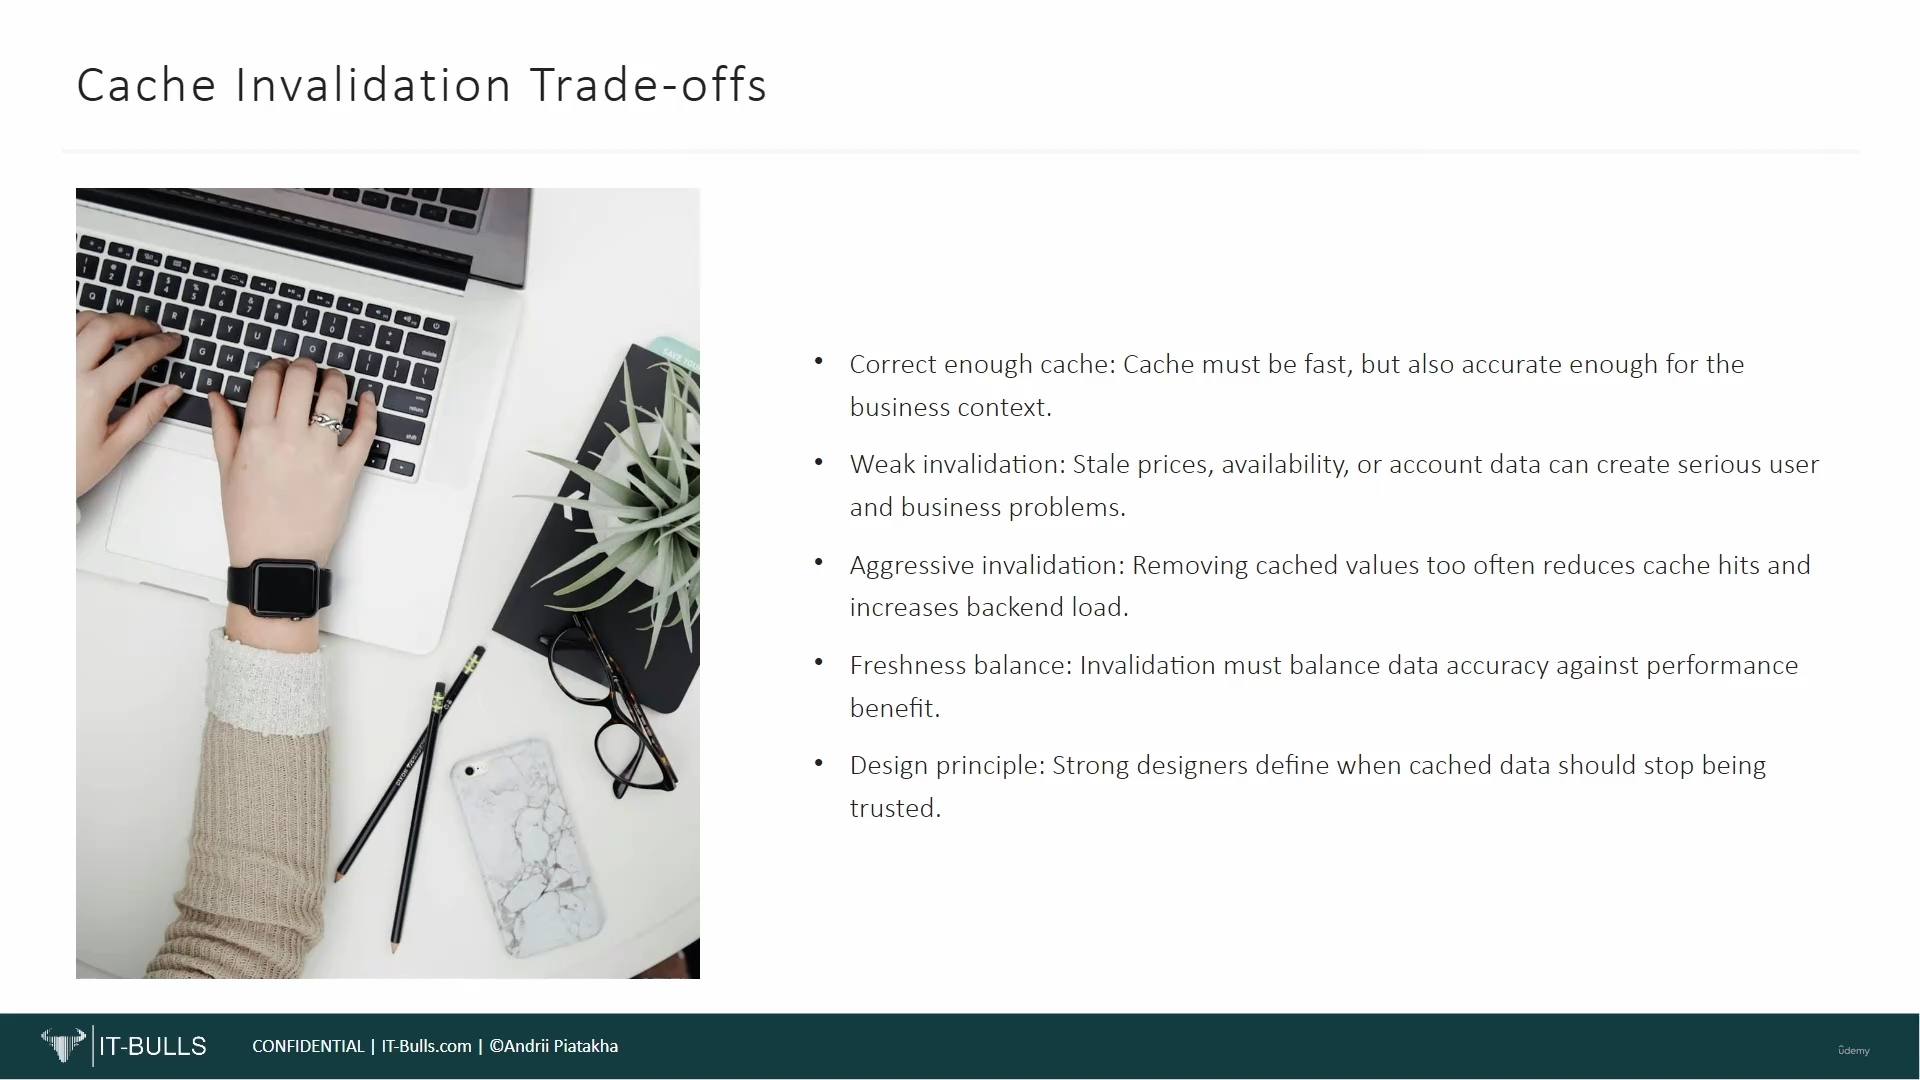 Cache Invalidation Trade-offs
• Correct enough cache: Cache must be fast, but also accurate enough for the
business context.
• Weak invalidation: Stale prices, availability, or account data can create serious user
and business problems.
• Aggressive invalidation: Removing cached values too often reduces cache hits and
increases backend load.
• Freshness balance: Invalidation must balance data accuracy against performance
benefit.
• Design principle: Strong designers define when cached data should stop being
trusted.
IT-BULLS
CONFIDENTIAL | IT-Bulls.com | ©Andrii Piatakha
udemy